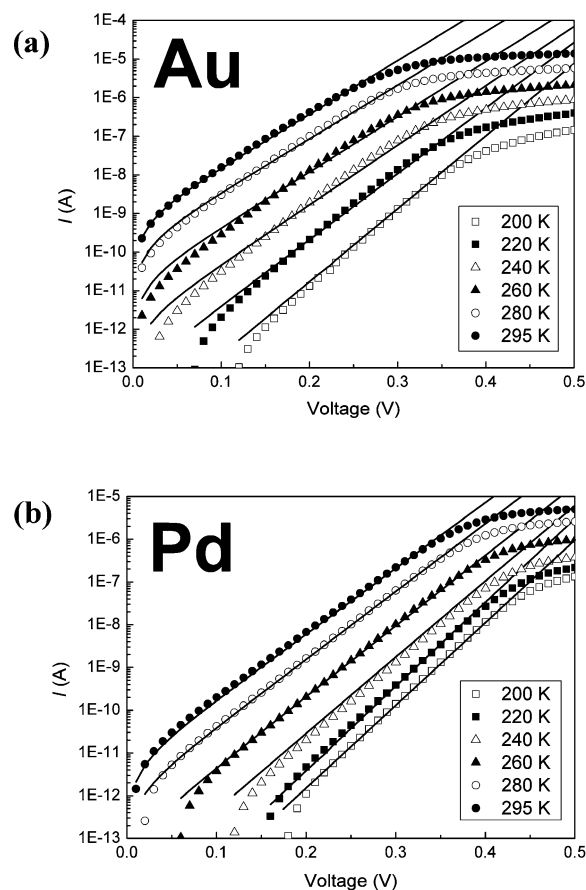 (a)
Au
1E-4
1E-5
1E-6
1E-7
1E-8
1E-9
1E-10
1E-11
1E-12
1E-13
I (A)
0.0 0.1 0.2 0.3 0.4 0.5
Voltage (V)
200 K
220 K
240 K
260 K
280 K
295 K
(b)
Pd
1E-5
1E-6
1E-7
1E-8
1E-9
1E-10
1E-11
1E-12
1E-13
I (A)
0.0 0.1 0.2 0.3 0.4 0.5
Voltage (V)
200 K
220 K
240 K
260 K
280 K
295 K